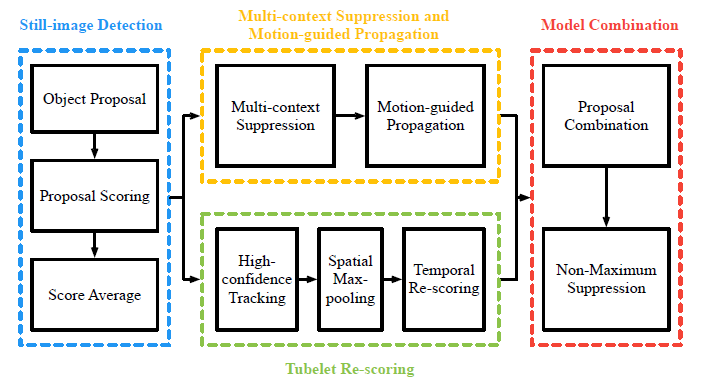 Still-image Detection
Object Proposal
Proposal Scoring
Score Average
Multi-context Suppression and
Motion-guided Propagation
Multi-context
Suppression
Motion-guided
Propagation
High-
confidence
Tracking
Spatial
Max-
pooling
Temporal
Re-scoring
Tubelet Re-scoring
Model Combination
Proposal
Combination
Non-Maximum
Suppression